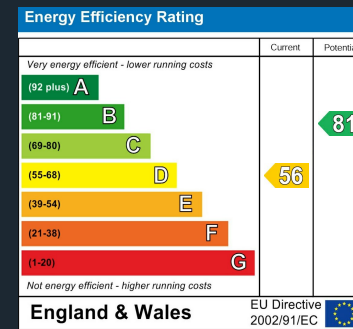 Energy Efficiency Rating
Current
Very energy efficient - lower running costs
(92 plus) A
(81-91) B
81
(69-80) C
(55-68) D
56
(39-54) E
(21-38) F
(1-20) G
Not energy efficient - higher running costs
England & Wales
EU Directive
2002/91/EC